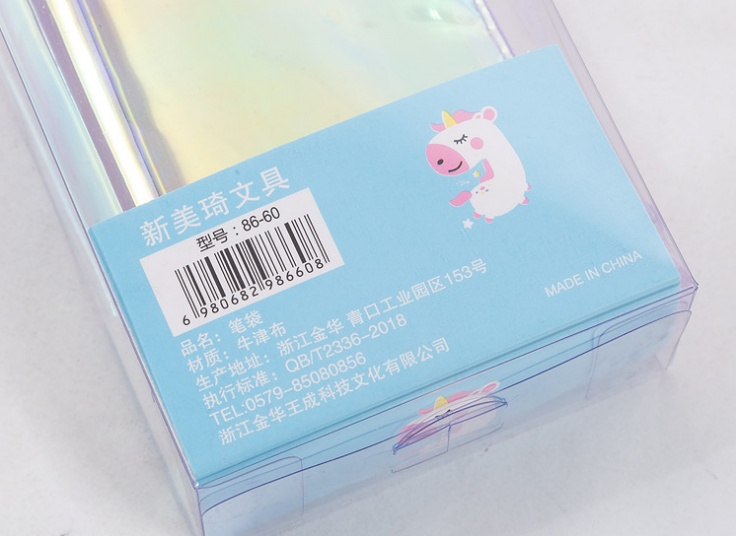 新美琦文具
型号：86-60
6 980682 986608
品名：笔袋
材质：牛津布
生产地址：浙江金华 青口工业园区153号
执行标准：QB/T2336-2018
TEL:0579-85080856
浙江金华王成科技文化有限公司
MADE IN CHINA